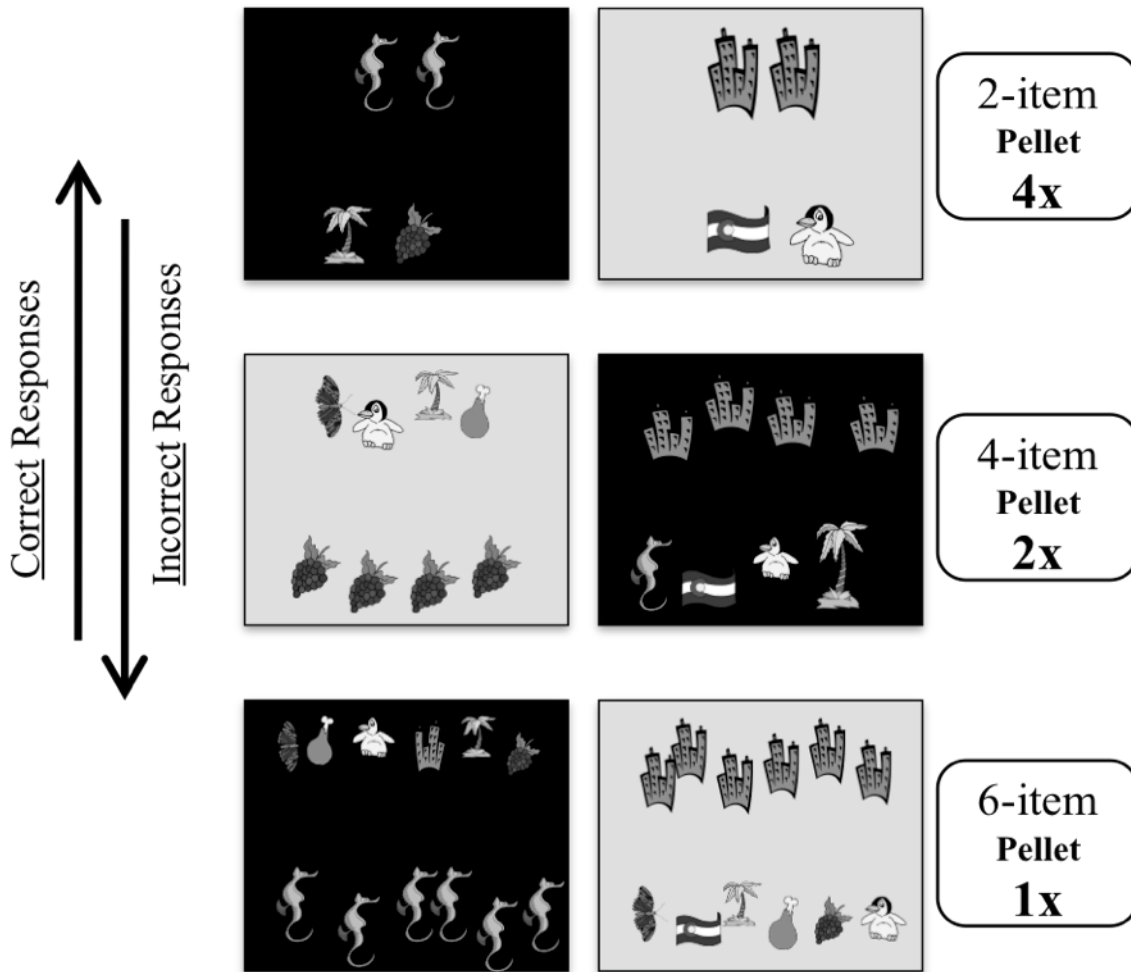 Correct Responses
Incorrect Responses
2-item
Pellet
4x
4-item
Pellet
2x
6-item
Pellet
1x